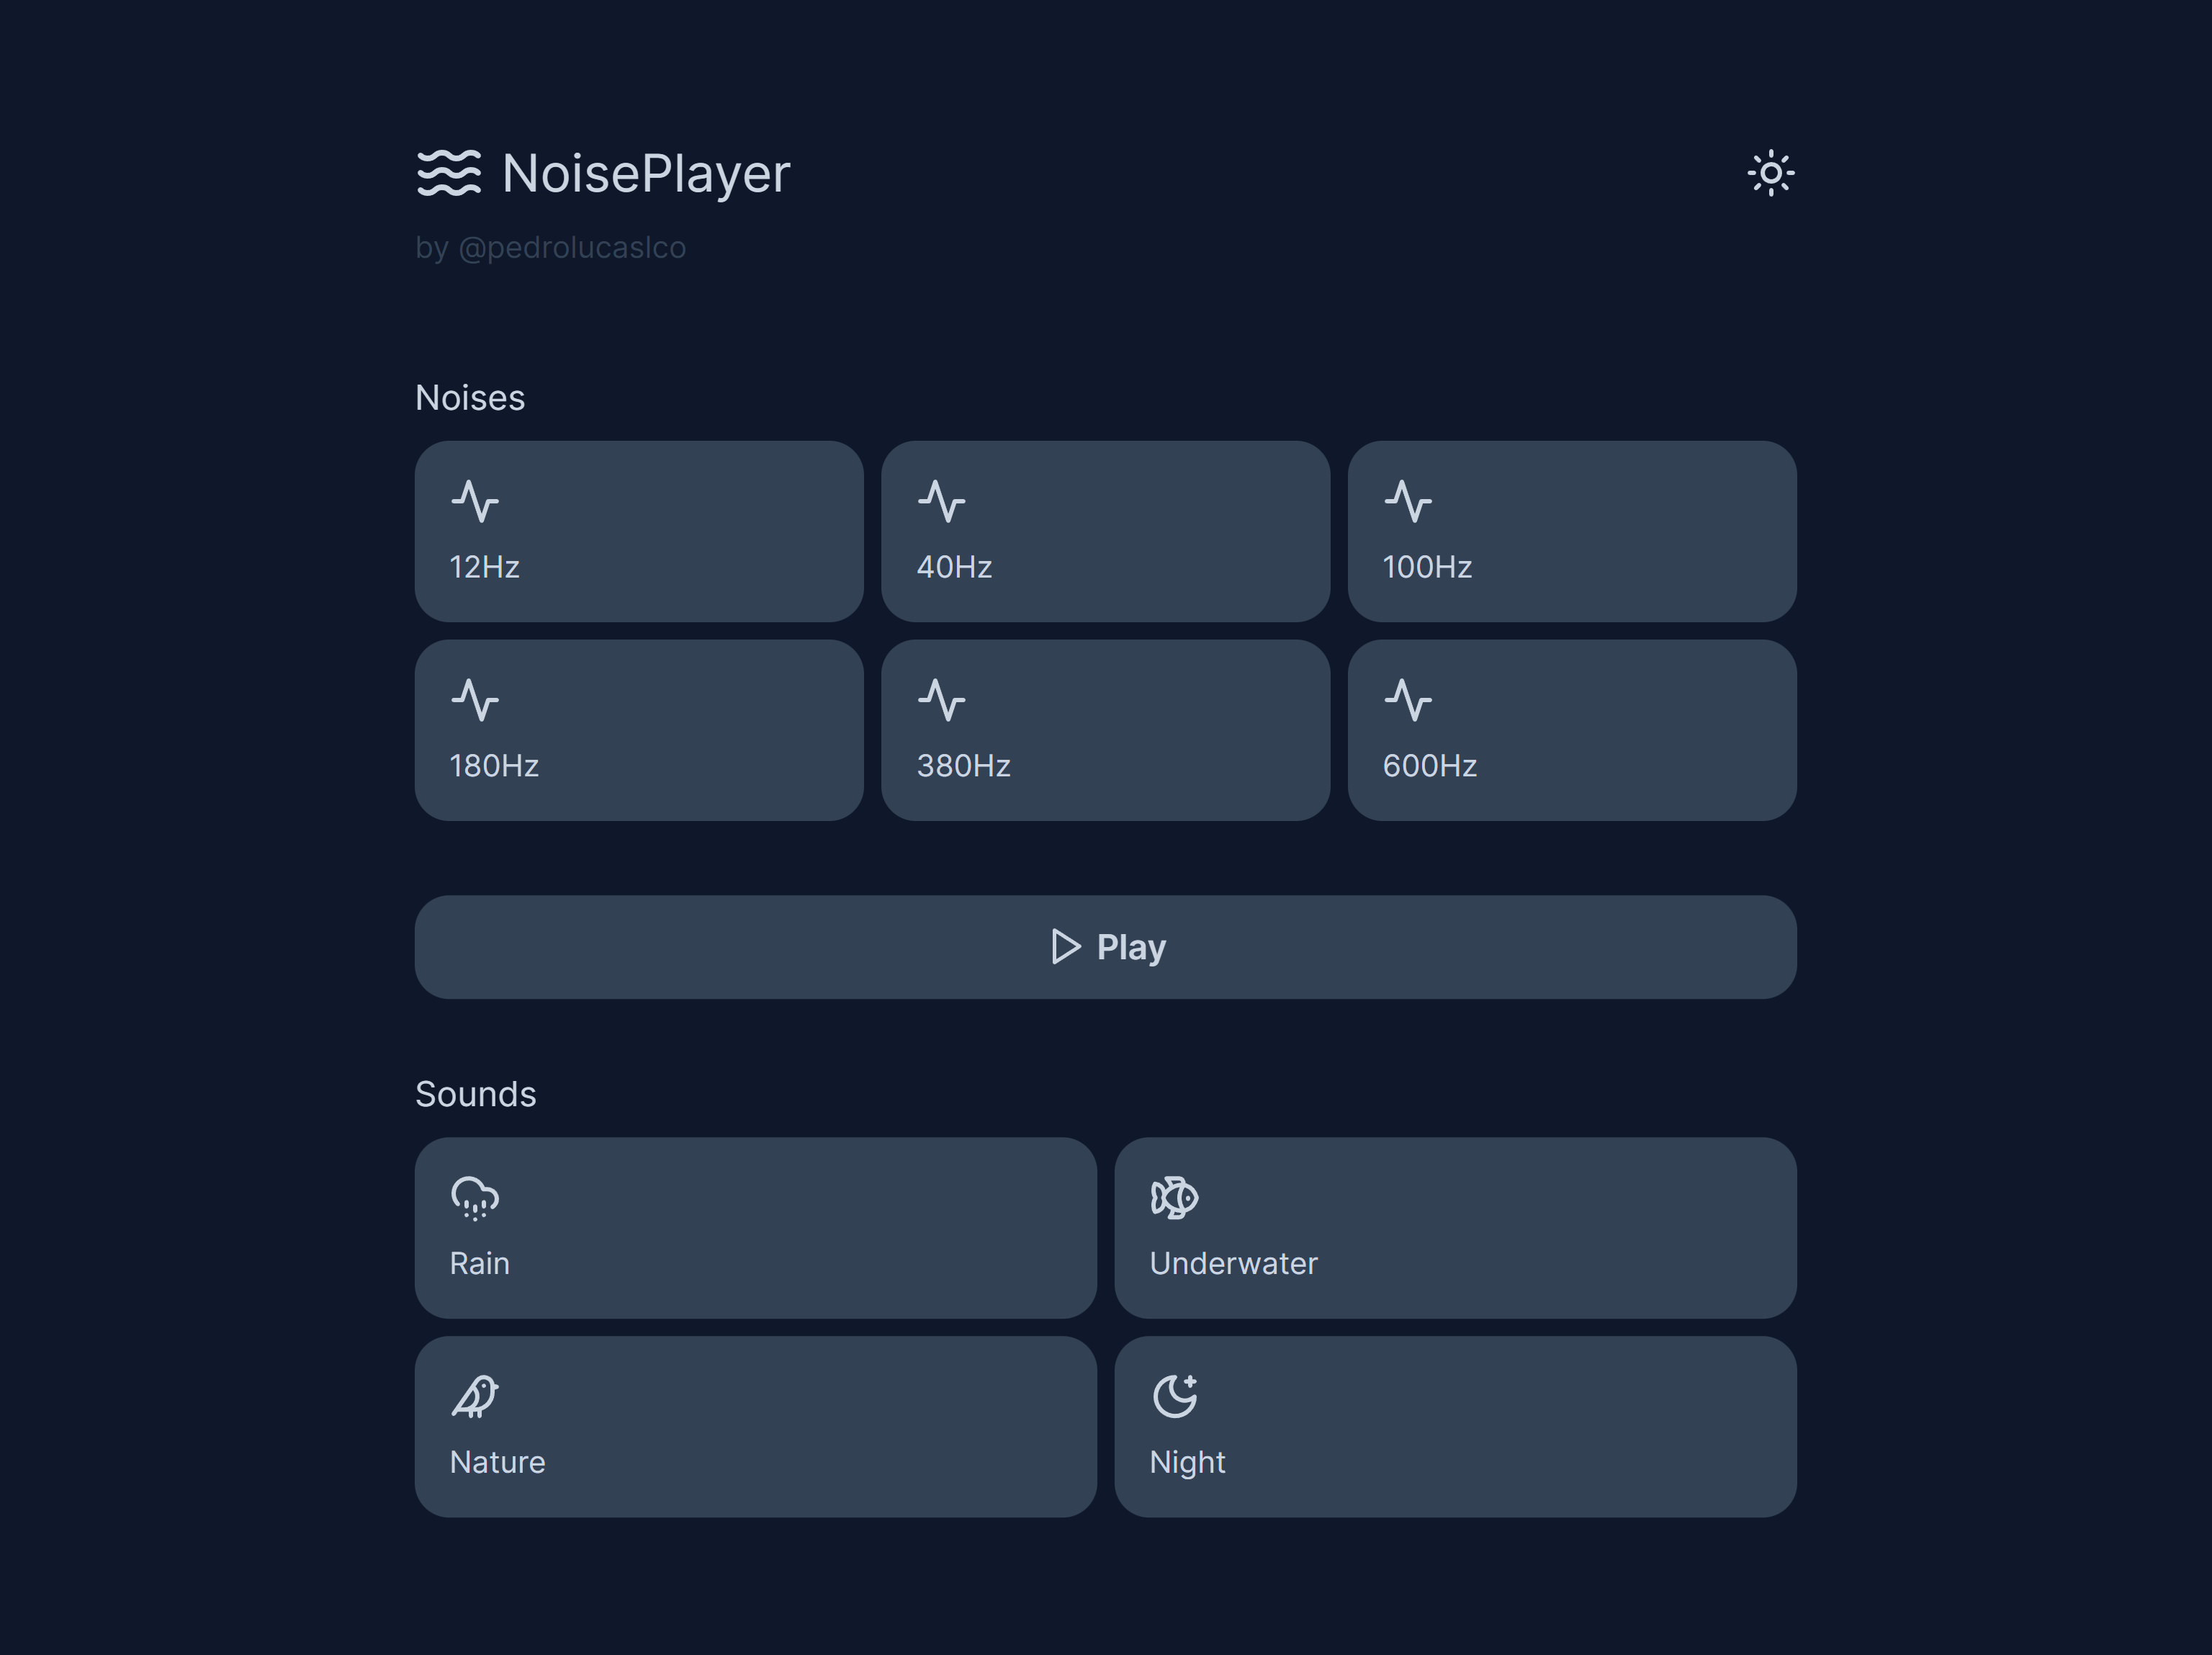 NoisePlayer
by @pedrolucaslco
Noises
12Hz
40Hz
100Hz
180Hz
380Hz
600Hz
Play
Sounds
Rain
Underwater
Nature
Night